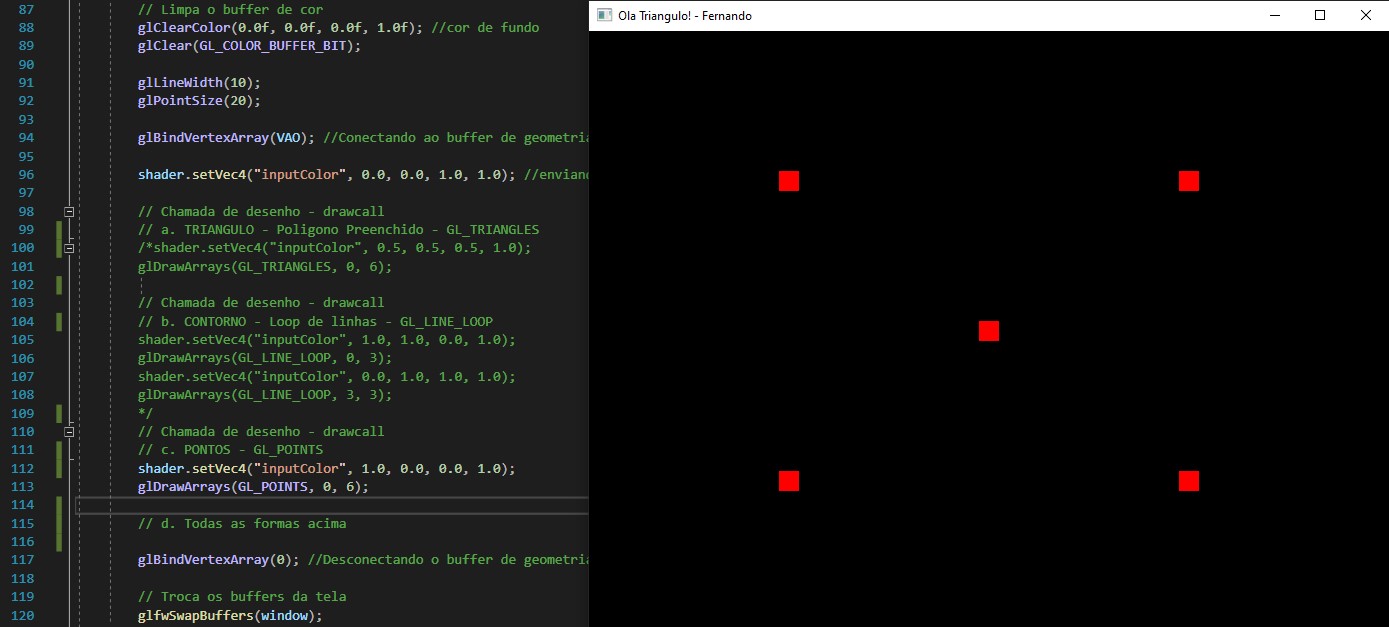 Ola Triangulo! - Fernando
87 // Limpa o buffer de cor
88 glClearColor(0.0f, 0.0f, 0.0f, 1.0f); //cor de fundo
89 glClear(GL_COLOR_BUFFER_BIT);
90
91 glLineWidth(10);
92 glPointSize(20);
93
94 glBindVertexArray(VAO); //Conectando ao buffer de geometria
95
96 shader.setVec4("inputColor", 0.0, 0.0, 1.0, 1.0); //enviand
97
98 // Chamada de desenho - drawcall
99 // a. TRIANGULO - Poligono Preenchido - GL_TRIANGLES
100 /*shader.setVec4("inputColor", 0.5, 0.5, 0.5, 1.0);
101 glDrawArrays(GL_TRIANGLES, 0, 6);
102
103 // Chamada de desenho - drawcall
104 // b. CONTORNO - Loop de linhas - GL_LINE_LOOP
105 shader.setVec4("inputColor", 1.0, 1.0, 0.0, 1.0);
106 glDrawArrays(GL_LINE_LOOP, 0, 3);
107 shader.setVec4("inputColor", 0.0, 1.0, 1.0, 1.0);
108 glDrawArrays(GL_LINE_LOOP, 3, 3);
109 */
110 // Chamada de desenho - drawcall
111 // c. PONTOS - GL_POINTS
112 shader.setVec4("inputColor", 1.0, 0.0, 0.0, 1.0);
113 glDrawArrays(GL_POINTS, 0, 6);
114
115 // d. Todas as formas acima
116
117 glBindVertexArray(0); //Desconectando o buffer de geometria
118
119 // Troca os buffers da tela
120 glfwSwapBuffers(window);